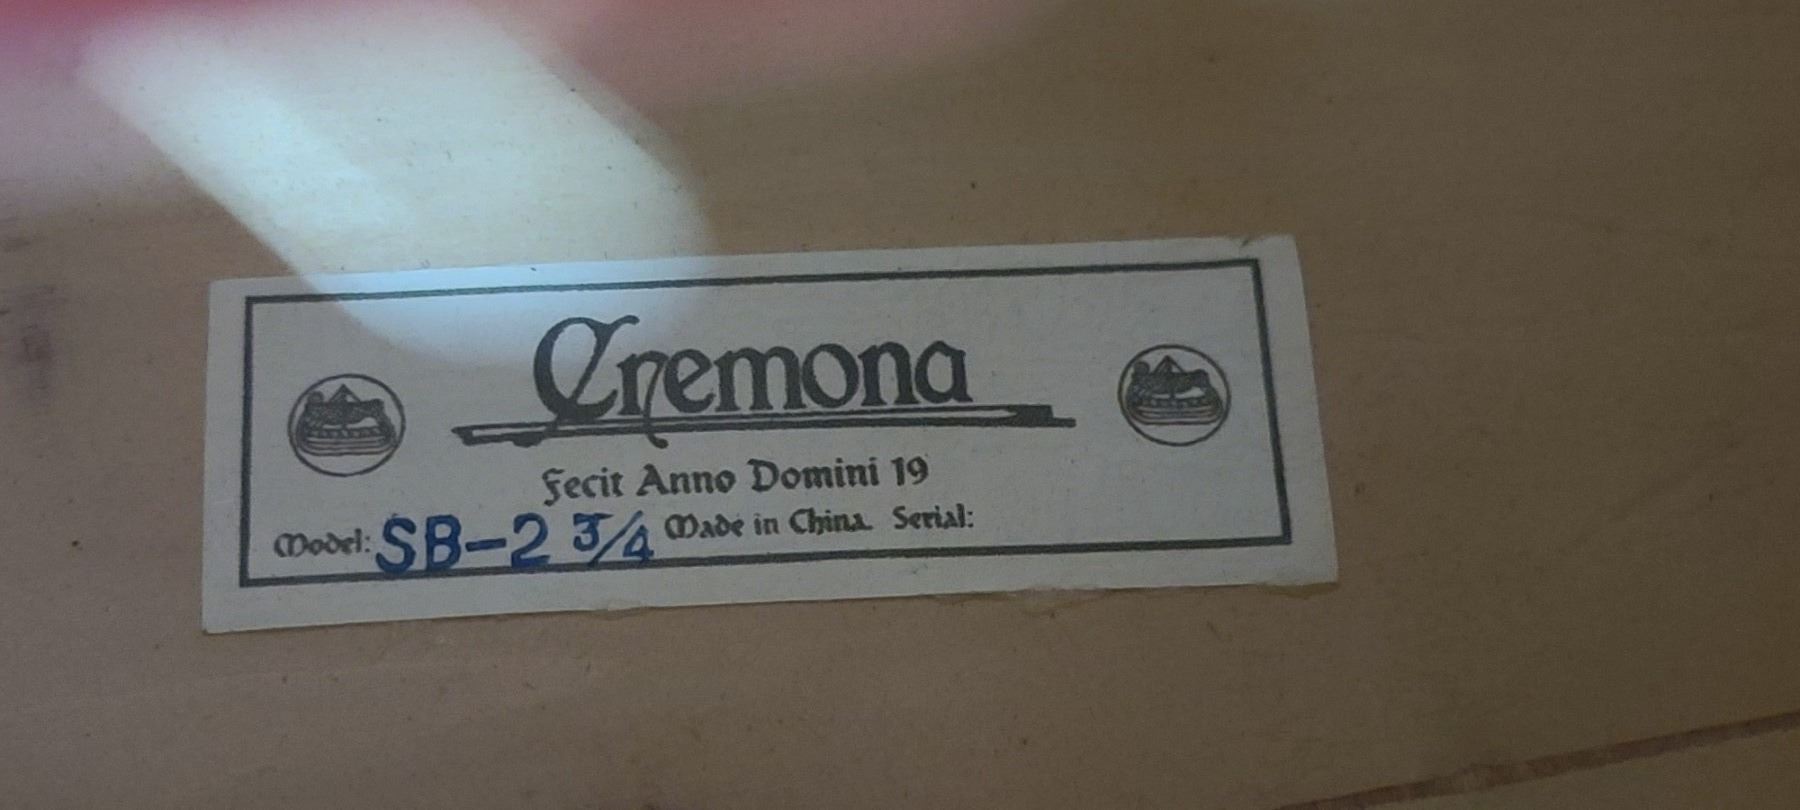 Cremona
Fecit Anno Domini 19
Model: SB-2 3/4 Made in China Serial: